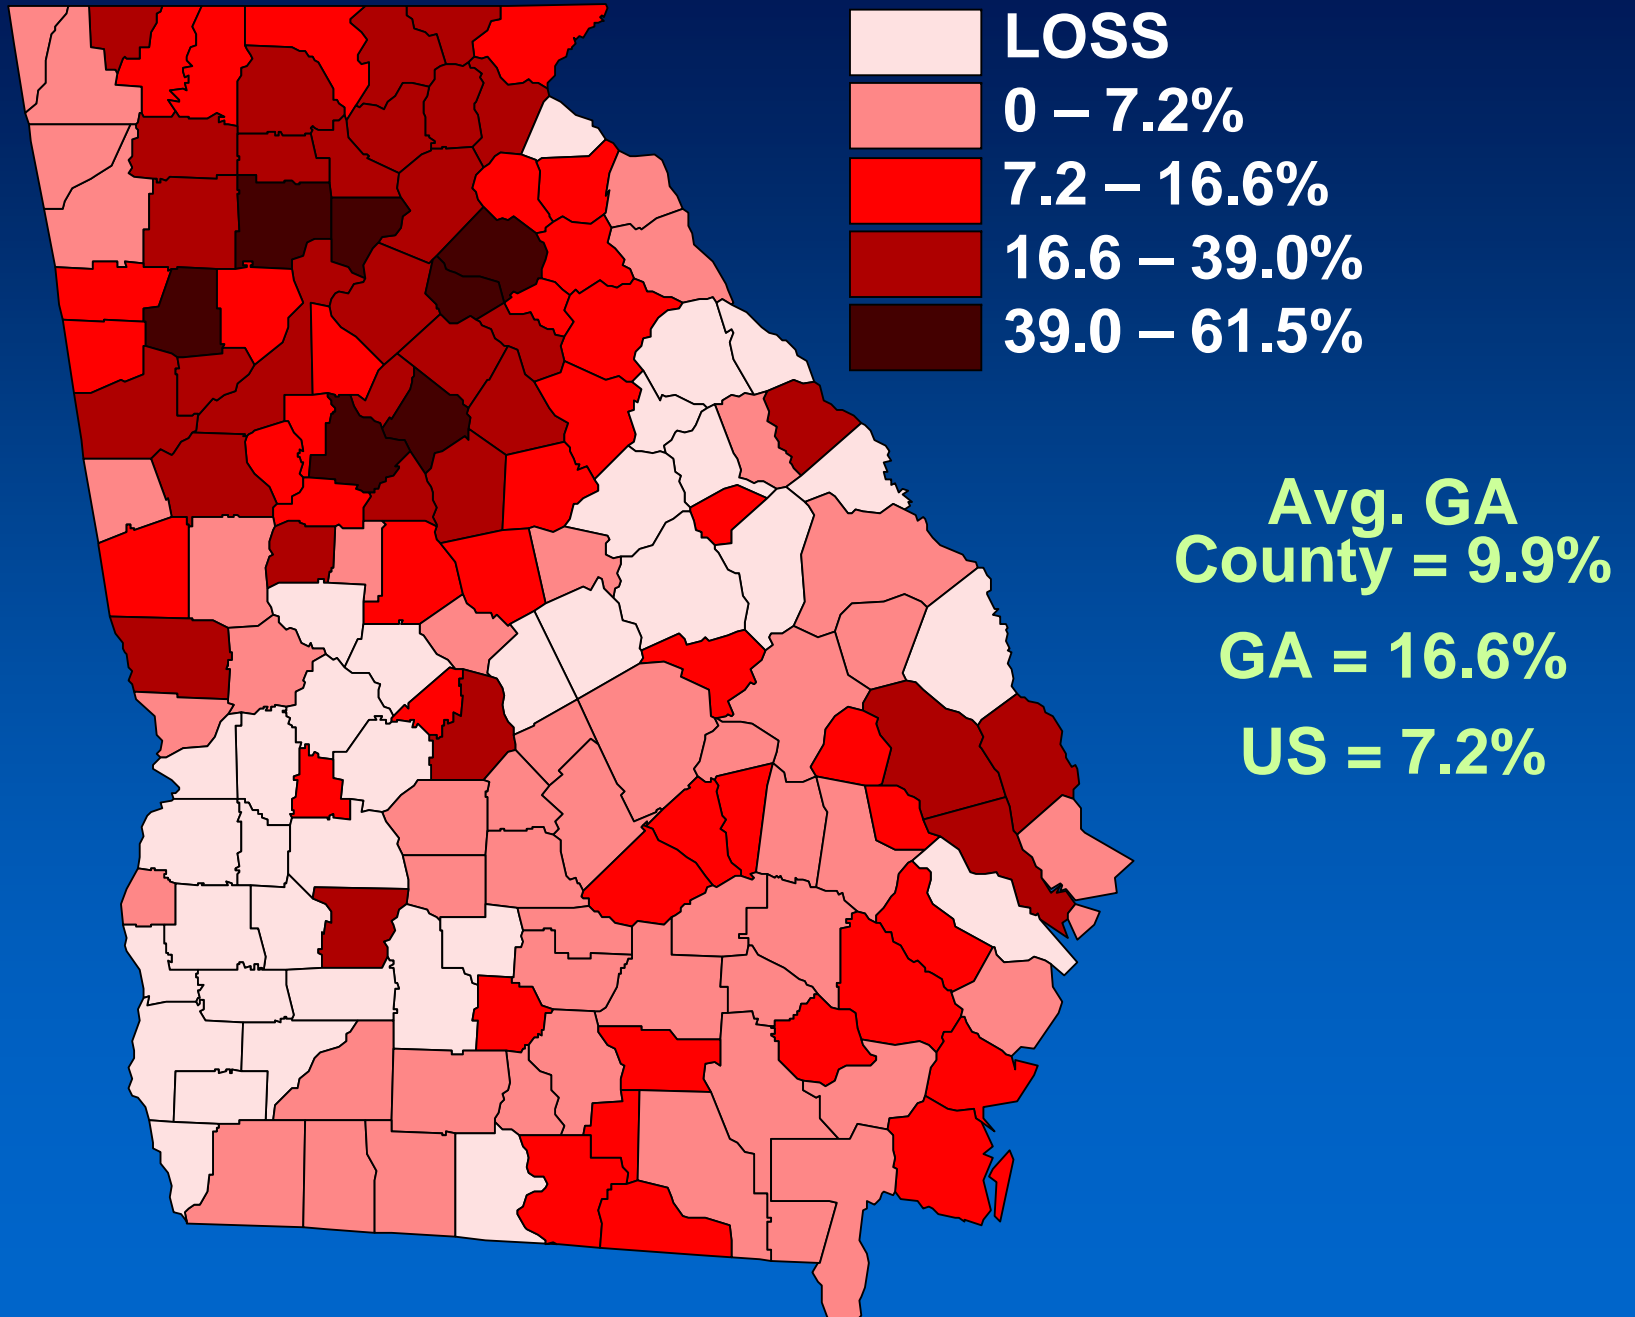 LOSS
0 – 7.2%
7.2 – 16.6%
16.6 – 39.0%
39.0 – 61.5%
Avg. GA
County = 9.9%
GA = 16.6%
US = 7.2%